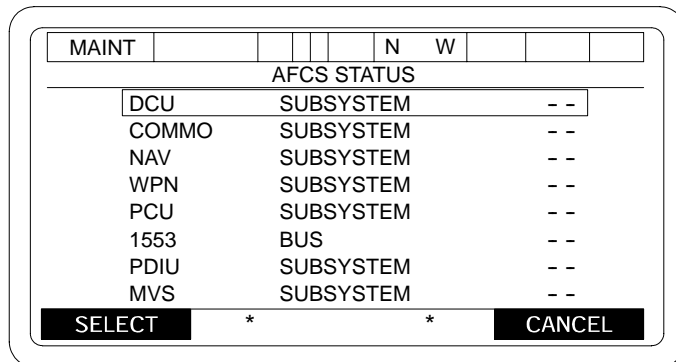 MAINT N W
AFCS STATUS
DCU SUBSYSTEM - -
COMMO SUBSYSTEM - -
NAV SUBSYSTEM - -
WPN SUBSYSTEM - -
PCU SUBSYSTEM - -
1553 BUS - -
PDIU SUBSYSTEM - -
MVS SUBSYSTEM - -
SELECT * * CANCEL